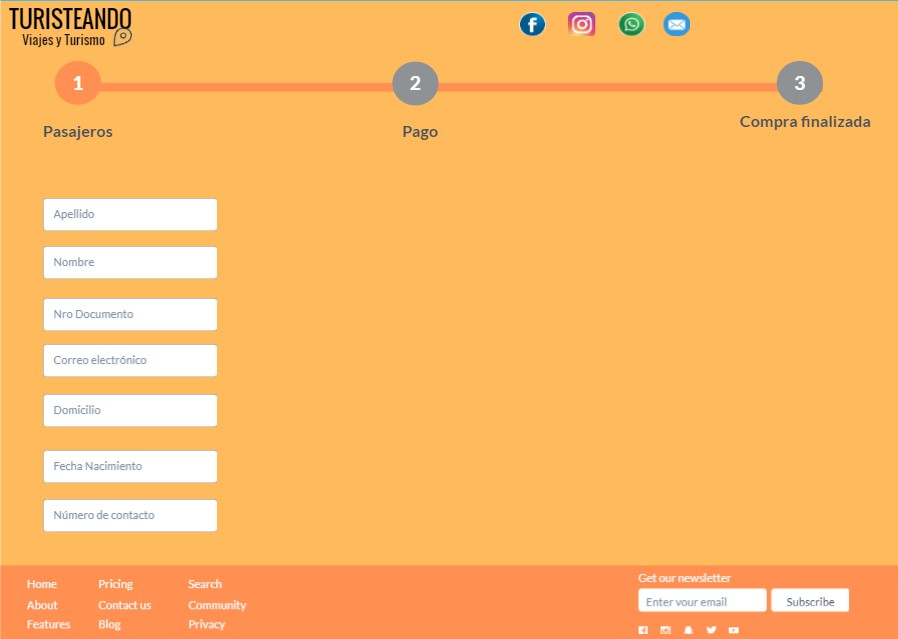 TURISTEANDO
Viajes y Turismo
1
2
3
Pasajeros
Pago
Compra finalizada
Apellido
Nombre
Nro Documento
Correo electrónico
Domicilio
Fecha Nacimiento
Número de contacto
Home
Pricing
Search
About
Contact us
Community
Features
Blog
Privacy
Get our newsletter
Enter your email
Subscribe